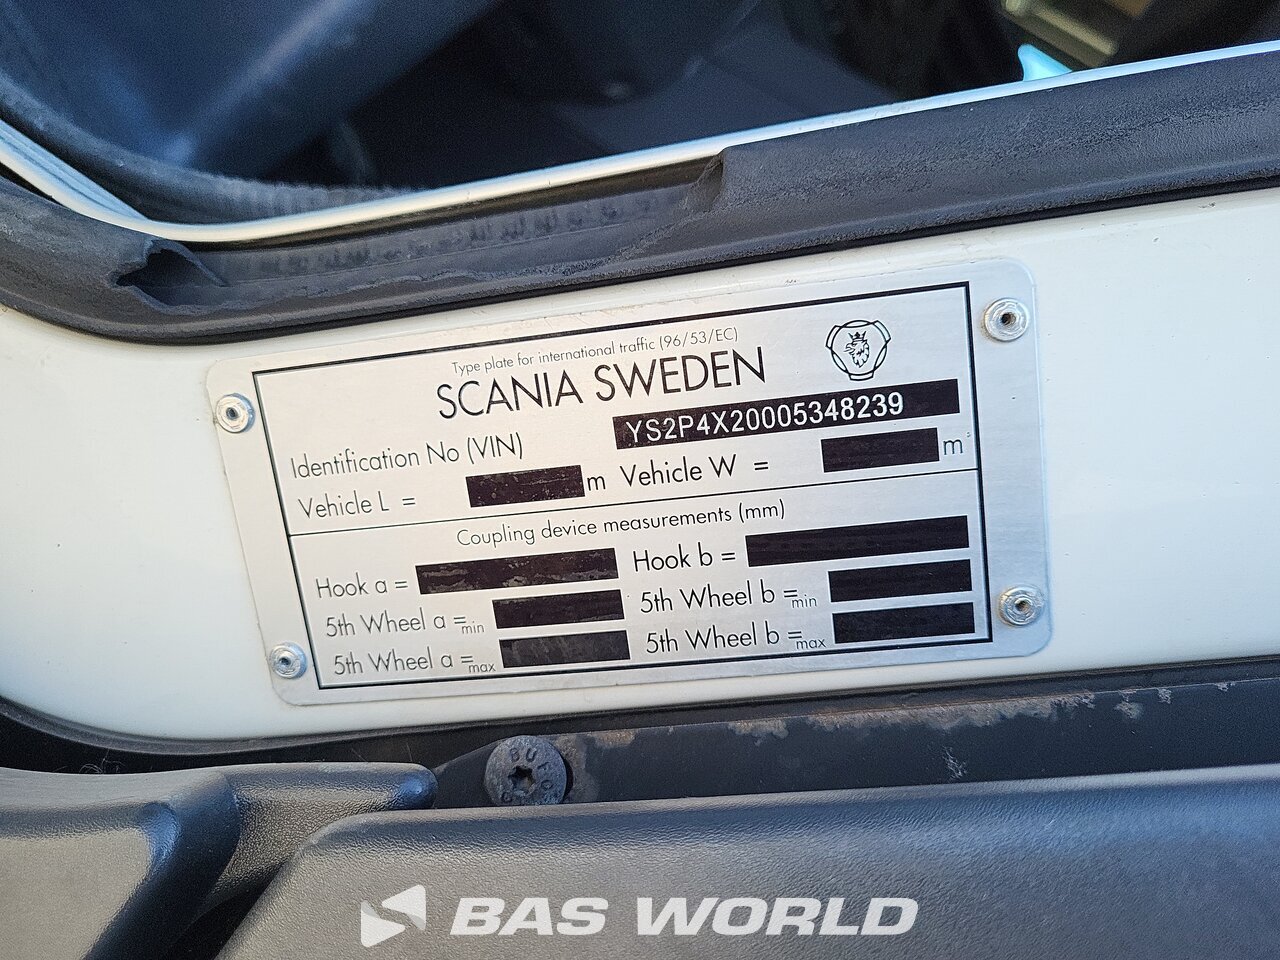 Type plate for international traffic (96/53/EC)
SCANIA SWEDEN
Identification No (VIN) YS2P4X20005348239
Vehicle L = m Vehicle W = m
Coupling device measurements (mm)
Hook a = Hook b =
5th Wheel a =min 5th Wheel b =min
5th Wheel a =max 5th Wheel b =max
BUFO
BAS WORLD